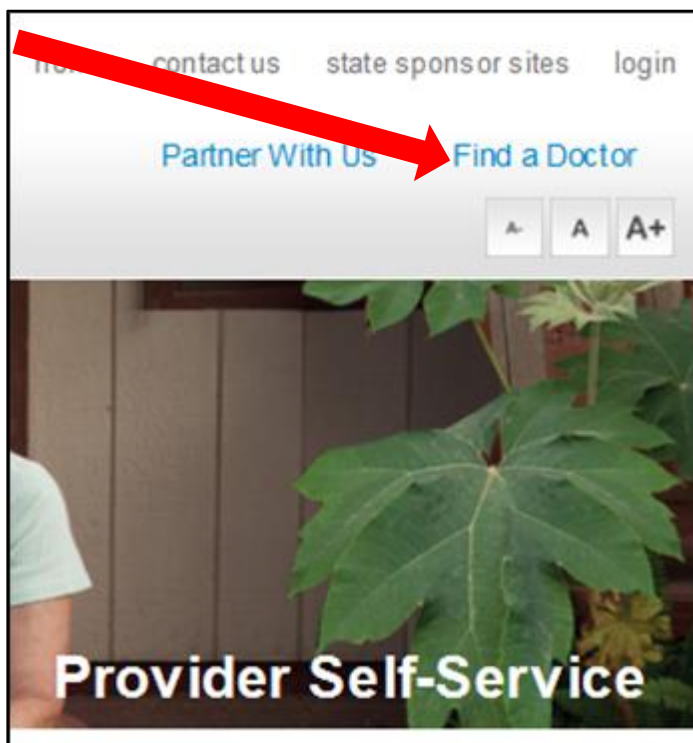 contact us state sponsor sites login
Partner With Us Find a Doctor
A- A A+
Provider Self-Service